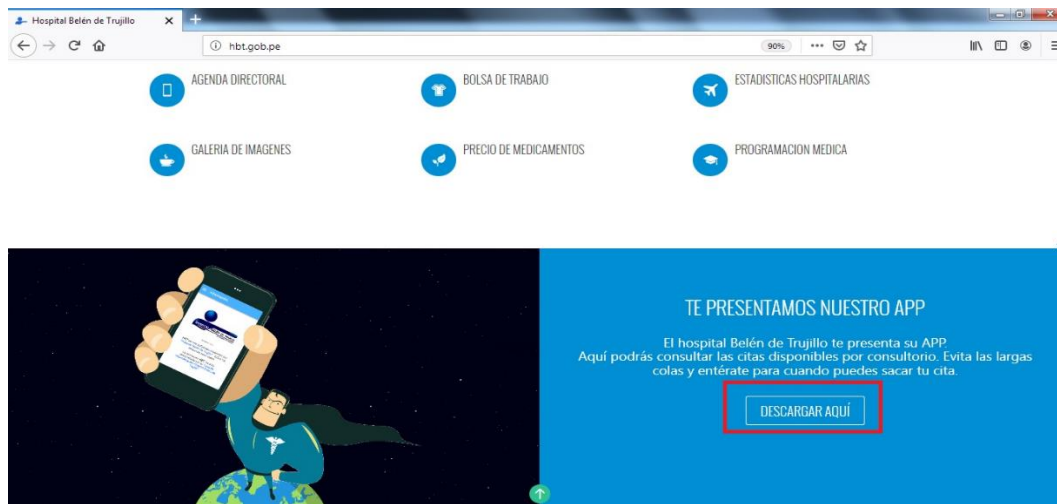 Hospital Belén de Trujillo
hbt.gob.pe
90%
AGENDA DIRECTORAL
BOLSA DE TRABAJO
ESTADISTICAS HOSPITALARIAS
GALERIA DE IMAGENES
PRECIO DE MEDICAMENTOS
PROGRAMACION MEDICA
TE PRESENTAMOS NUESTRO APP
El hospital Belén de Trujillo te presenta su APP.
Aquí podrás consultar las citas disponibles por consultorio. Evita las largas
colas y entérate para cuando puedes sacar tu cita.
DESCARGAR AQUÍ